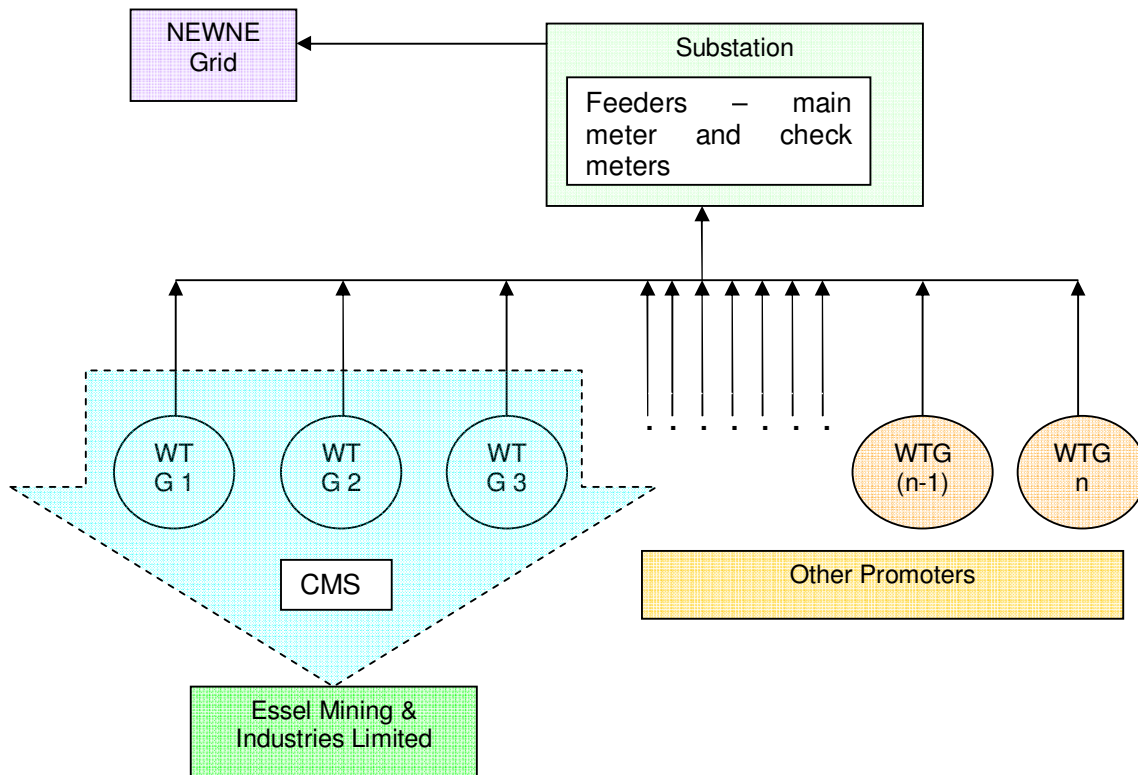 NEWNE
Grid
Substation
Feeders – main
meter and check
meters
WT
G 1
WT
G 2
WT
G 3
WTG
(n-1)
WTG
n
CMS
Other Promoters
Essel Mining &
Industries Limited